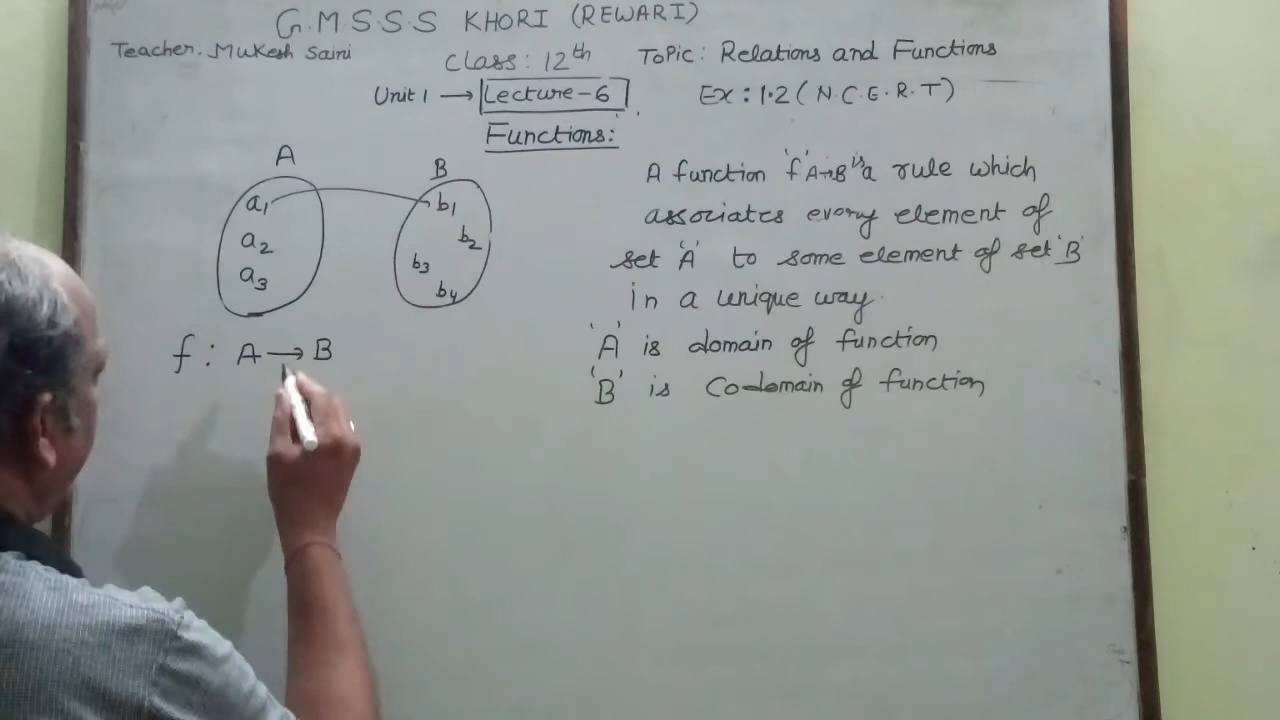 G.M.S.S.S KHORI (REWARI)
Teacher. Mukesh Saini
Class: 12th
Topic: Relations and Functions
Unit 1 → Lecture-6
Ex: 1.2 (N.C.E.R.T)
Functions:
A
B
a1
a2
a3
b1
b2
b3
b4
f: A → B
A function 'f' A→B is a rule which
associates every element of
set 'A' to some element of set 'B'
in a unique way.
'A' is domain of function
'B' is Codomain of function